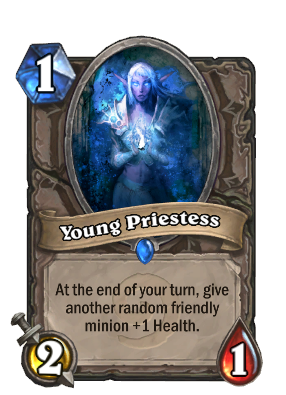 1
Young Priestess
At the end of your turn, give
another random friendly
minion +1 Health.
2
1